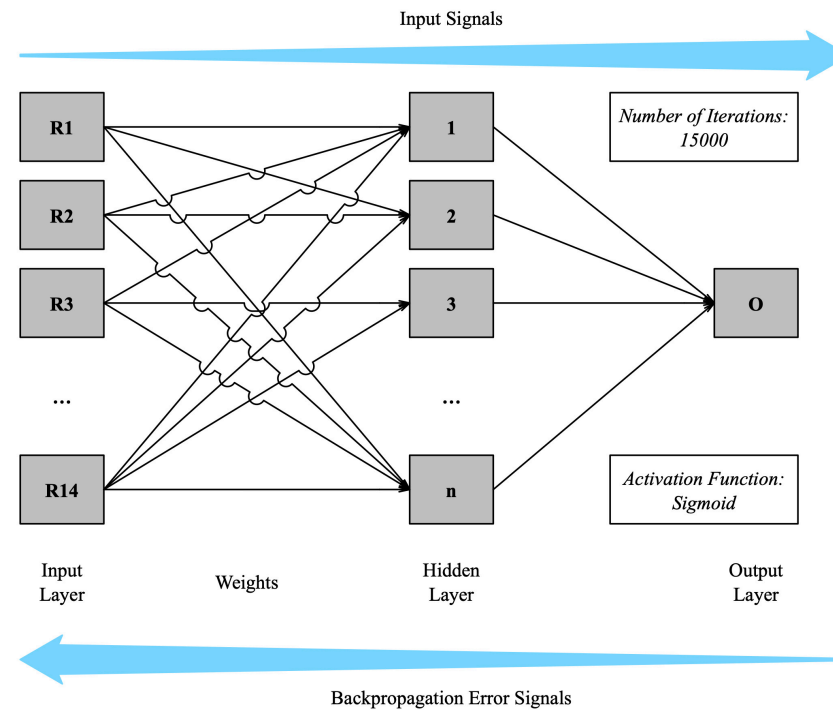 Input Signals
R1
1
Number of Iterations:
15000
R2
2
R3
3
O
...
...
R14
n
Activation Function:
Sigmoid
Input
Layer
Weights
Hidden
Layer
Output
Layer
Backpropagation Error Signals